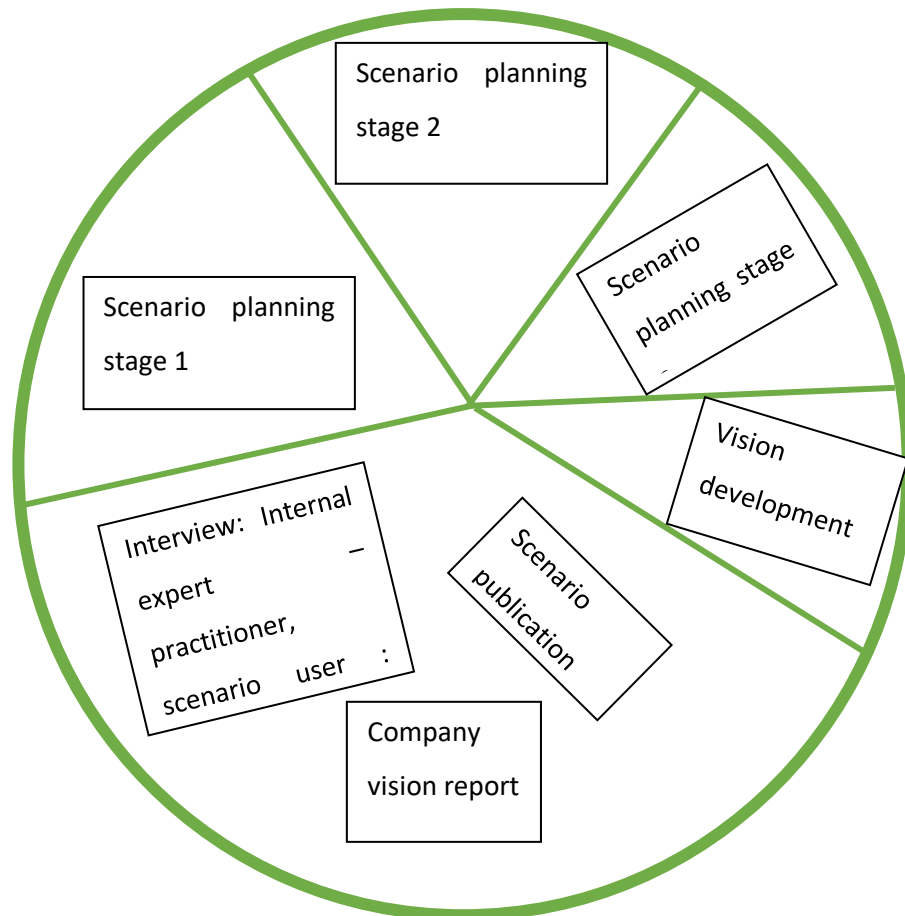 Scenario planning
stage 2
Scenario
planning stage
Scenario planning
stage 1
Vision
development
Interview: Internal
expert –
practitioner,
scenario user :
Scenario
publication
Company
vision report